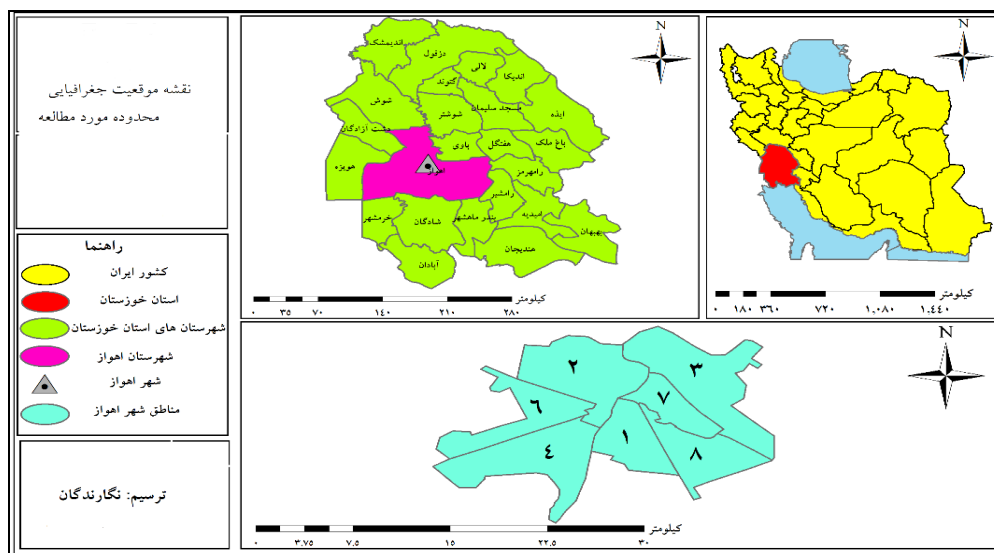 نقشه موقعیت جغرافیایی
محدوده مورد مطالعه
راهنما
کشور ایران
استان خوزستان
شهرستان های استان خوزستان
شهرستان اهواز
شهر اهواز
مناطق شهر اهواز
ترسیم: نگارندگان
N
اندیمشک
دزفول
لالی
اندیکا
گتوند
شوش
شوشتر
مسجد سلیمان
ایذه
دشت آزادگان
باوی
هفتگل
باغ ملک
هویزه
اهواز
رامهرمز
رامشیر
خرمشهر
شادگان
بندر ماهشهر
امیدیه
بهبهان
هندیجان
آبادان
کیلومتر
۰ ۳۵ ۷۰ ۱۴۰ ۲۱۰ ۲۸۰
N
کیلومتر
۰ ۱۸۰ ۳۶۰ ۷۲۰ ۱,۰۸۰ ۱,۴۴۰
N
۲
۳
۶
۷
۱
۴
۸
کیلومتر
۰ ۳.۷۵ ۷.۵ ۱۵ ۲۲.۵ ۳۰